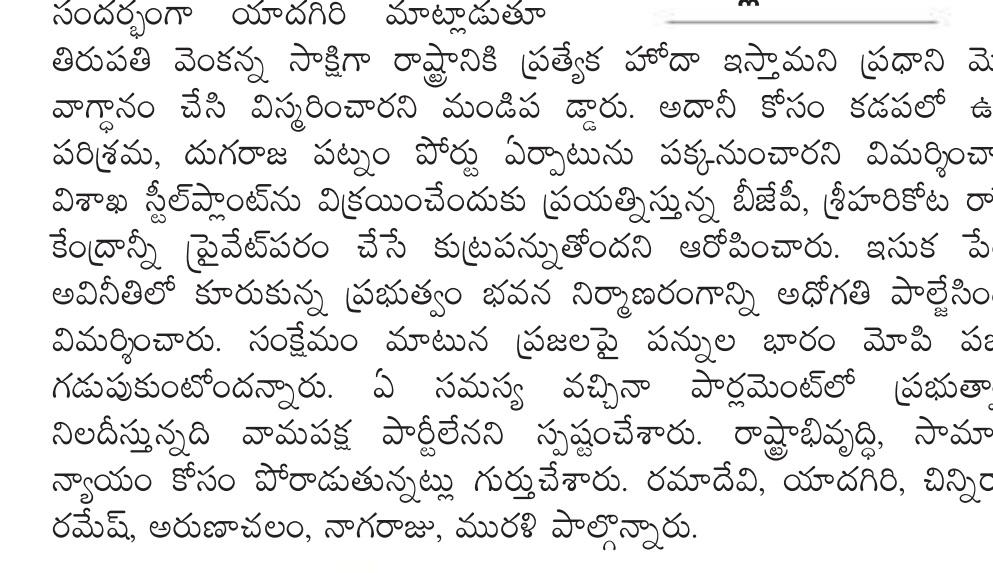 సందర్భంగా యాదగిరి మాట్లాడుతూ
తిరుపతి వెంకన్న సాక్షిగా రాష్ట్రానికి ప్రత్యేక హోదా ఇస్తామని ప్రధాని
వాగ్ధానం చేసి విస్మరించారని మండిప డ్డారు. అదానీ కోసం కడపలో
పరిశ్రమ, దుగరాజ పట్నం పోర్టు ఏర్పాటును పక్కనుంచారని
విశాఖ స్టీల్‌ప్లాంట్‌ను విక్రయించేందుకు ప్రయత్నిస్తున్న బీజేపీ, శ్రీహరికోట
కేంద్రాన్నీ ప్రైవేట్‌పరం చేసే కుట్రపన్నుతోందని ఆరోపించారు. ఇసుక
అవినీతిలో కూరుకున్న ప్రభుత్వం భవన నిర్మాణరంగాన్ని అధోగతి
విమర్శించారు. సంక్షేమం మాటున ప్రజలపై పన్నుల భారం మోపి
గడుపుకుంటోందన్నారు. ఏ సమస్య వచ్చినా పార్లమెంట్‌లో
నిలదీస్తున్నది వామపక్ష పార్టీలేనని స్పష్టంచేశారు. రాష్ట్రాభివృద్ధి,
న్యాయం కోసం పోరాడుతున్నట్లు గుర్తుచేశారు. రమాదేవి, యాదగిరి,
రమేష్, అరుణాచలం, నాగరాజు, మురళి పాల్గొన్నారు.